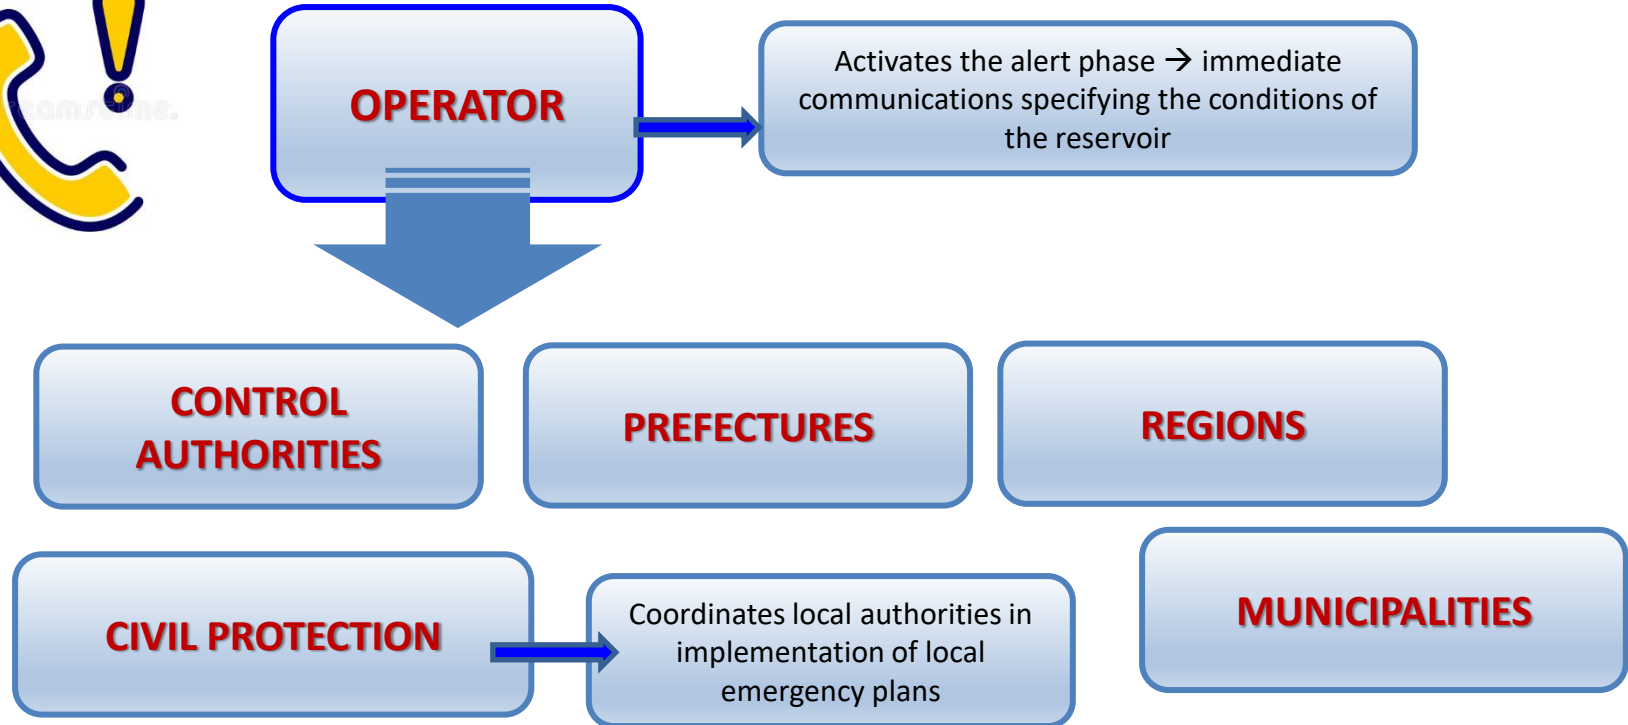 OPERATOR
Activates the alert phase → immediate
communications specifying the conditions of
the reservoir
CONTROL
AUTHORITIES
PREFECTURES
REGIONS
CIVIL PROTECTION
Coordinates local authorities in
implementation of local
emergency plans
MUNICIPALITIES